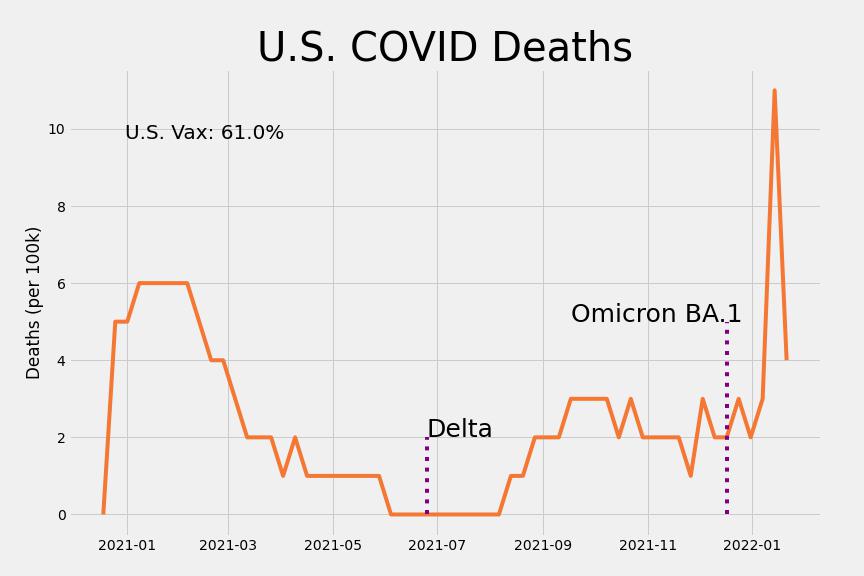 U.S. COVID Deaths
U.S. Vax: 61.0%
Deaths (per 100k)
10
8
6
4
2
0
Omicron BA.1
Delta
2021-01 2021-03 2021-05 2021-07 2021-09 2021-11 2022-01